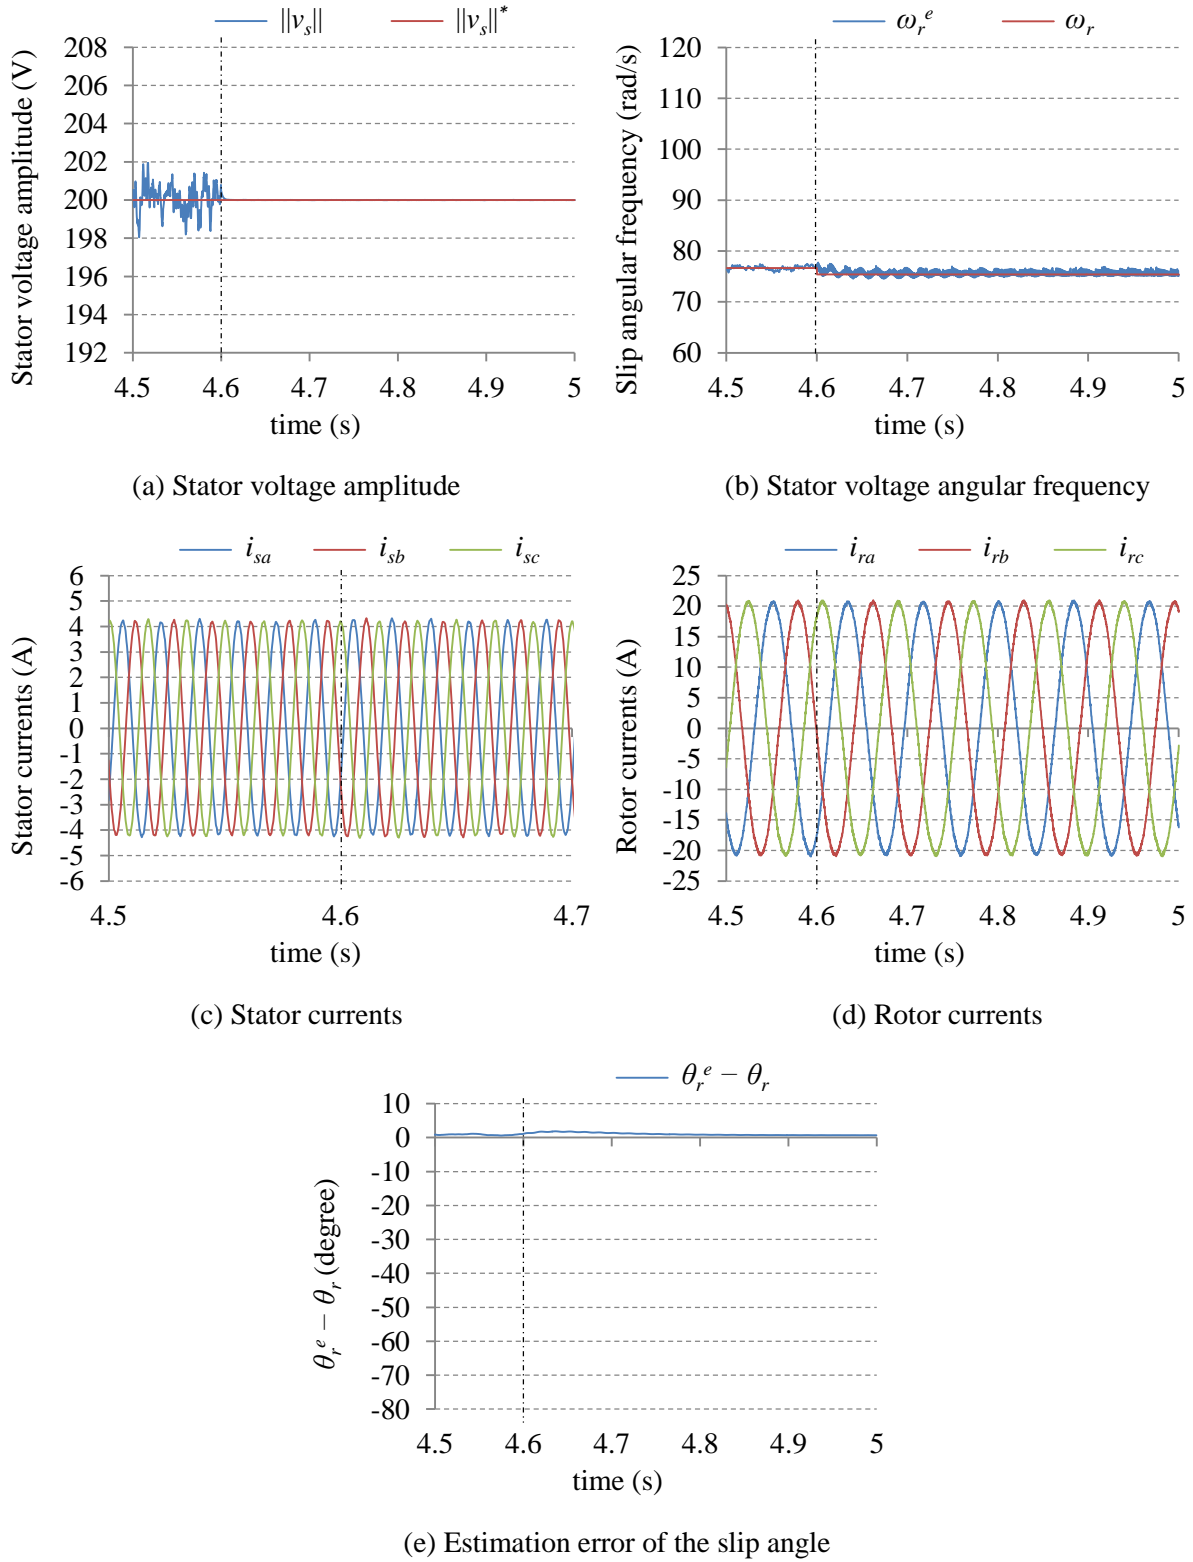 ||v_s|| ||v_s||*
Stator voltage amplitude (V)
208
206
204
202
200
198
196
194
192
4.5 4.6 4.7 4.8 4.9 5
time (s)
(a) Stator voltage amplitude
ω_r^e ω_r
Slip angular frequency (rad/s)
120
110
100
90
80
70
60
4.5 4.6 4.7 4.8 4.9 5
time (s)
(b) Stator voltage angular frequency
i_sa i_sb i_sc
Stator currents (A)
6
5
4
3
2
1
0
-1
-2
-3
-4
-5
-6
4.5 4.6 4.7
time (s)
(c) Stator currents
i_ra i_rb i_rc
Rotor currents (A)
25
20
15
10
5
0
-5
-10
-15
-20
-25
4.5 4.6 4.7 4.8 4.9 5
time (s)
(d) Rotor currents
θ_r^e − θ_r
θ_r^e − θ_r (degree)
10
0
-10
-20
-30
-40
-50
-60
-70
-80
4.5 4.6 4.7 4.8 4.9 5
time (s)
(e) Estimation error of the slip angle